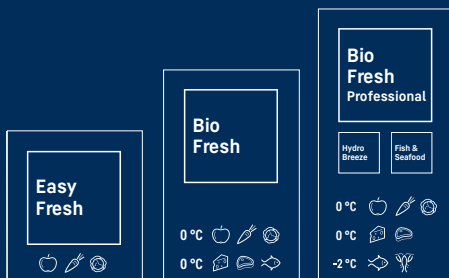 Easy
Fresh
Bio
Fresh
0 °C
0 °C
Bio
Fresh
Professional
Hydro
Breeze
Fish &
Seafood
0 °C
0 °C
-2 °C